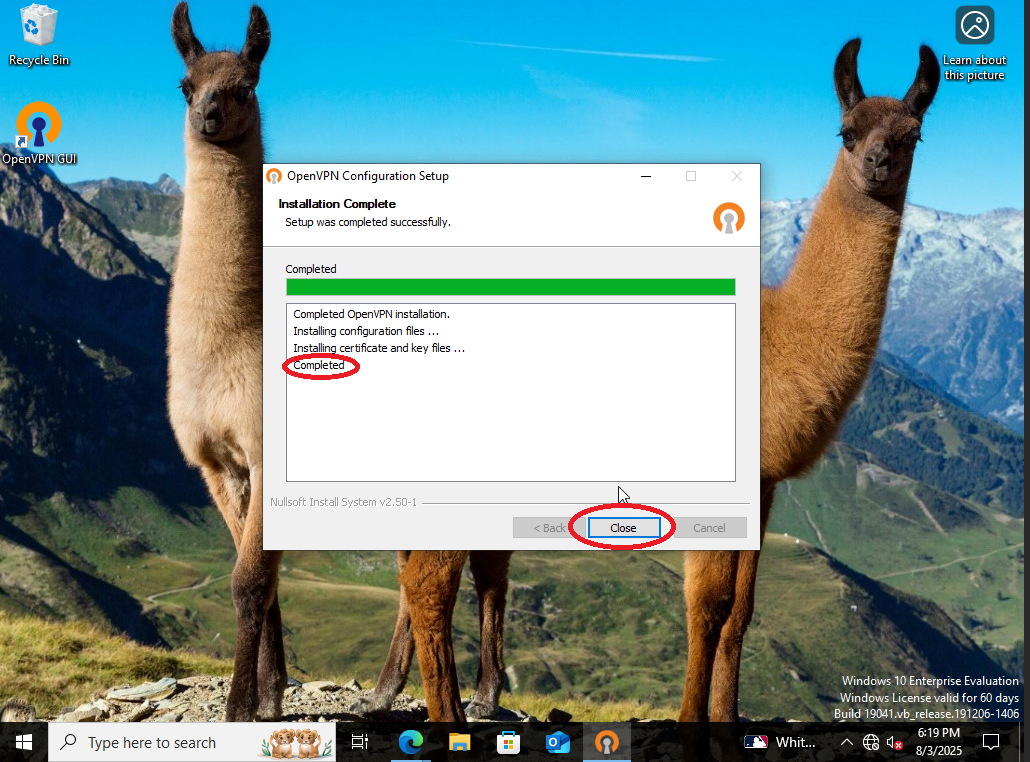 Recycle Bin
Learn about
this picture
OpenVPN GUI
OpenVPN Configuration Setup
Installation Complete
Setup was completed successfully.
Completed
Completed OpenVPN installation.
Installing configuration files ...
Installing certificate and key files ...
Completed
Nullsoft Install System v2.50-1
< Back
Close
Cancel
Windows 10 Enterprise Evaluation
Windows License valid for 60 days
Build 19041.vb_release.191206-1406
Type here to search
Whit...
6:19 PM
8/3/2025